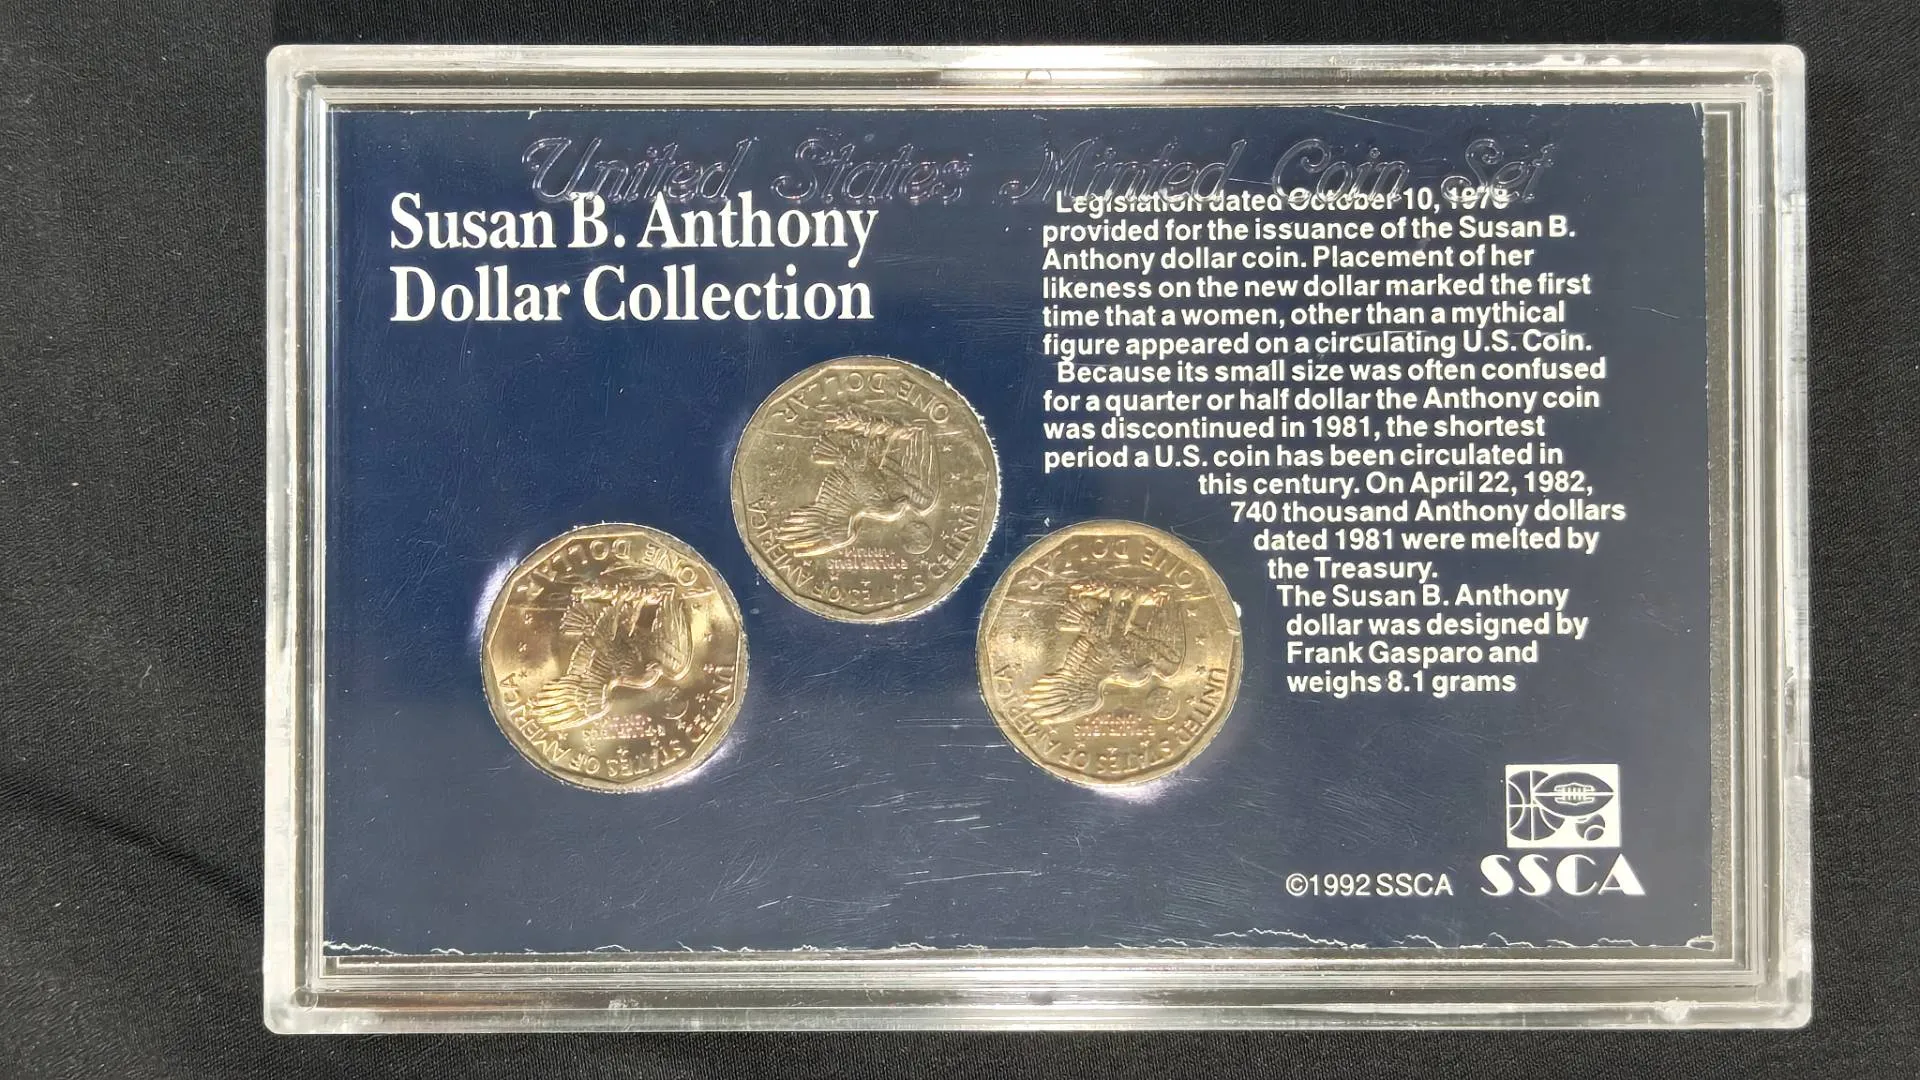 United States Minted Coin Set
Susan B. Anthony
Dollar Collection
Legislation dated October 10, 1978
provided for the issuance of the Susan B.
Anthony dollar coin. Placement of her
likeness on the new dollar marked the first
time that a women, other than a mythical
figure appeared on a circulating U.S. Coin.
Because its small size was often confused
for a quarter or half dollar the Anthony coin
was discontinued in 1981, the shortest
period a U.S. coin has been circulated in
this century. On April 22, 1982,
740 thousand Anthony dollars
dated 1981 were melted by
the Treasury.
The Susan B. Anthony
dollar was designed by
Frank Gasparo and
weighs 8.1 grams
UNITED STATES OF AMERICA
E·PLURIBUS
·UNUM·
ONE DOLLAR
UNITED STATES OF AMERICA
E·PLURIBUS
UNUM
ONE DOLLAR
UNITED STATES OF AMERICA
E·PLURIBUS
UNUM
ONE DOLLAR
©1992 SSCA
SSCA